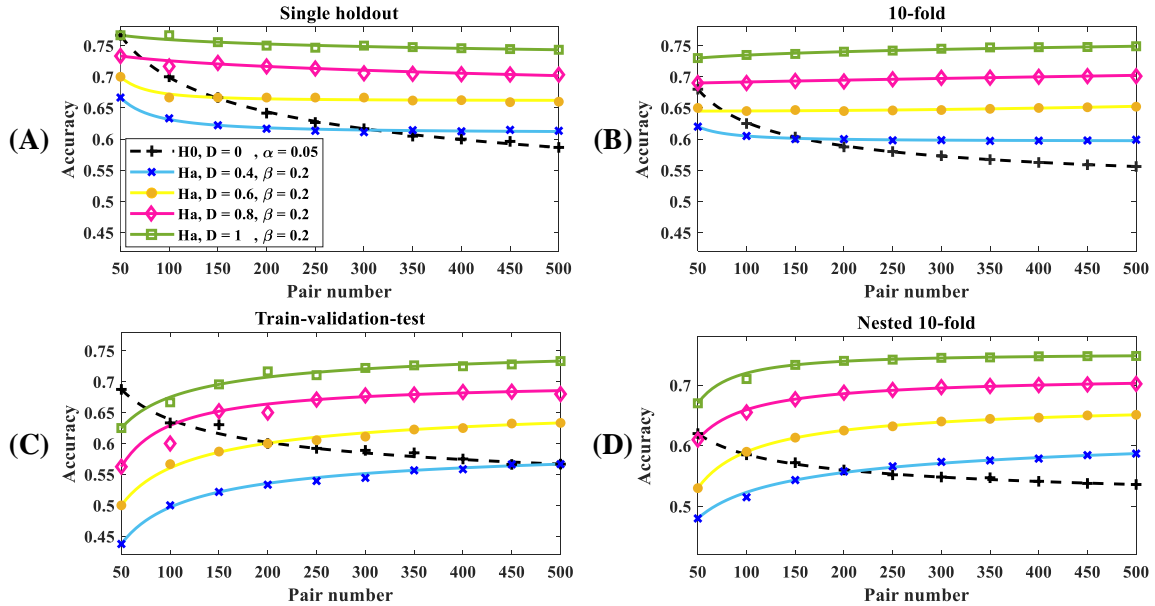 Single holdout
(A)
Accuracy
0.75
0.7
0.65
0.6
0.55
0.5
0.45
H0, D = 0 , α = 0.05
Ha, D = 0.4, β = 0.2
Ha, D = 0.6, β = 0.2
Ha, D = 0.8, β = 0.2
Ha, D = 1 , β = 0.2
50 100 150 200 250 300 350 400 450 500
Pair number
10-fold
(B)
Accuracy
0.75
0.7
0.65
0.6
0.55
0.5
0.45
50 100 150 200 250 300 350 400 450 500
Pair number
Train-validation-test
(C)
Accuracy
0.75
0.7
0.65
0.6
0.55
0.5
0.45
50 100 150 200 250 300 350 400 450 500
Pair number
Nested 10-fold
(D)
Accuracy
0.7
0.6
0.5
50 100 150 200 250 300 350 400 450 500
Pair number